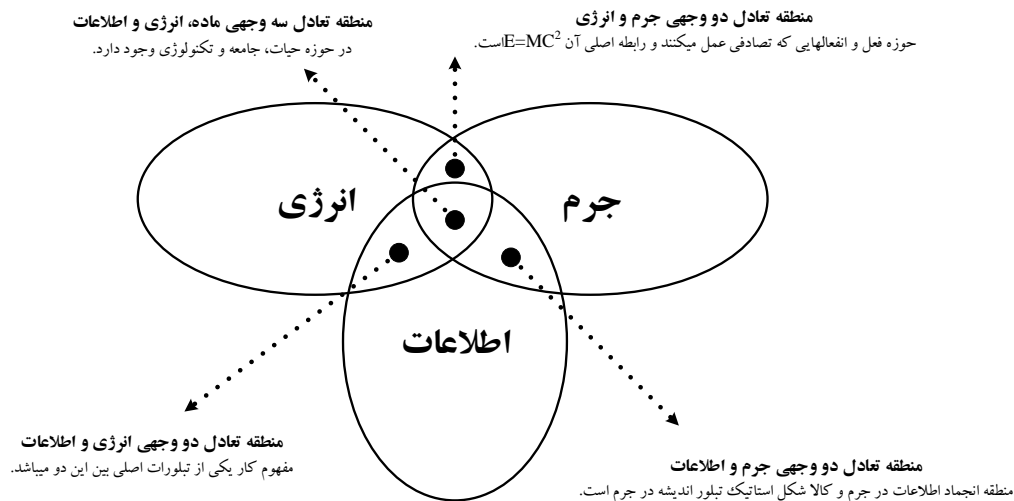 منطقه تعادل دو وجهی جرم و انرژی
حوزه فعل و انفعالهایی که تصادفی عمل میکنند و رابطه اصلی آن E=MC² است.
منطقه تعادل سه وجهی ماده، انرژی و اطلاعات
در حوزه حیات، جامعه و تکنولوژی وجود دارد.
جرم
انرژی
اطلاعات
منطقه تعادل دو وجهی انرژی و اطلاعات
مفهوم کار یکی از تبلورات اصلی بین این دو میباشد.
منطقه تعادل دو وجهی جرم و اطلاعات
منطقه انجماد اطلاعات در جرم و کالا شکل استاتیک تبلور اندیشه در جرم است.